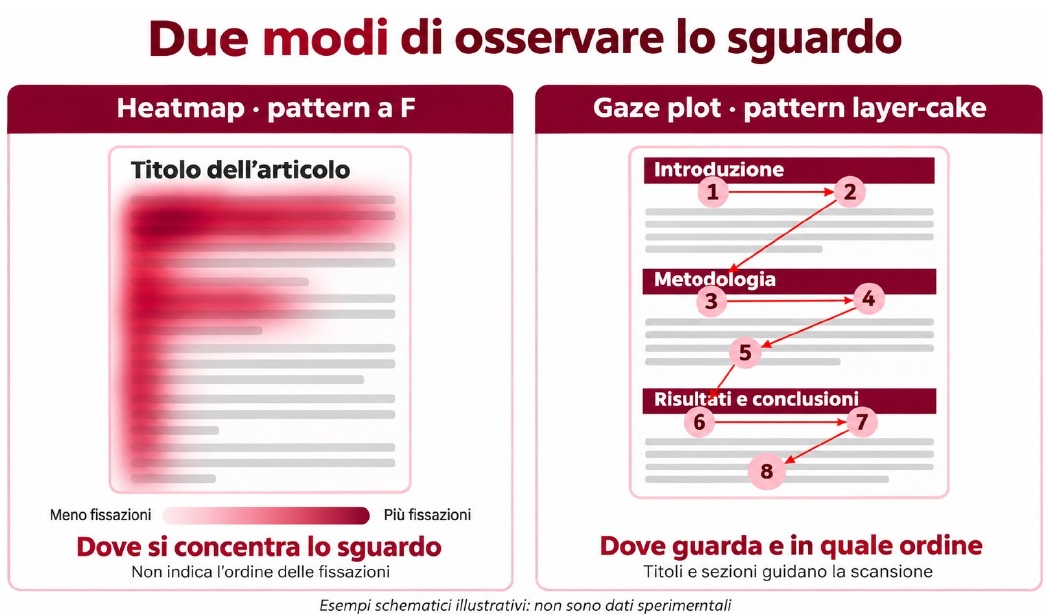 Due modi di osservare lo sguardo
Heatmap · pattern a F
Titolo dell'articolo
Meno fissazioni
Più fissazioni
Dove si concentra lo sguardo
Non indica l'ordine delle fissazioni
Gaze plot · pattern layer-cake
Introduzione
1
2
Metodologia
3
4
5
Risultati e conclusioni
6
7
8
Dove guarda e in quale ordine
Titoli e sezioni guidano la scansione
Esempi schematici illustrativi: non sono dati sperimentali